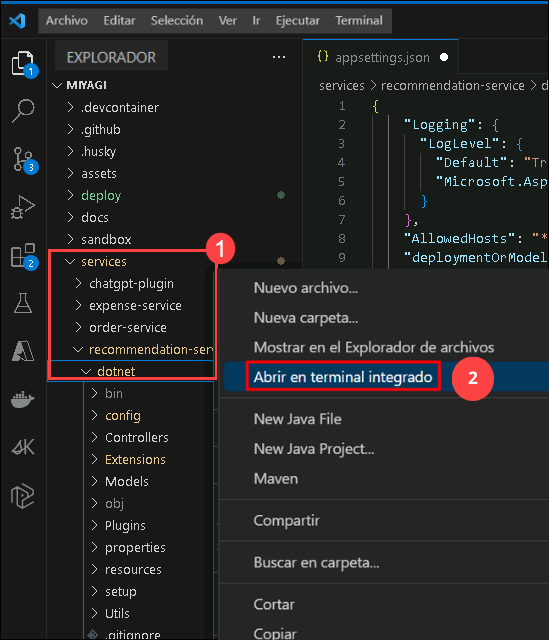 Archivo Editar Selección Ver Ir Ejecutar Terminal
EXPLORADOR ...
{} appsettings.json
services > recommendation-service > d
MIYAGI
.devcontainer
.github
.husky
assets
deploy
docs
sandbox
services
chatgpt-plugin
expense-service
order-service
recommendation-ser
dotnet
bin
config
Controllers
Extensions
Models
obj
Plugins
properties
resources
setup
Utils
.gitignore
1
3
2
1 {
2 "Logging": {
3 "LogLevel": {
4 "Default": "Tr
5 "Microsoft.Asp
6 }
7 },
8 "AllowedHosts": "*
9 "deploymentOrModel
1
Nuevo archivo...
Nueva carpeta...
Mostrar en el Explorador de archivos
Abrir en terminal integrado
2
New Java File
New Java Project...
Maven
Compartir
Buscar en carpeta...
Cortar
Copiar